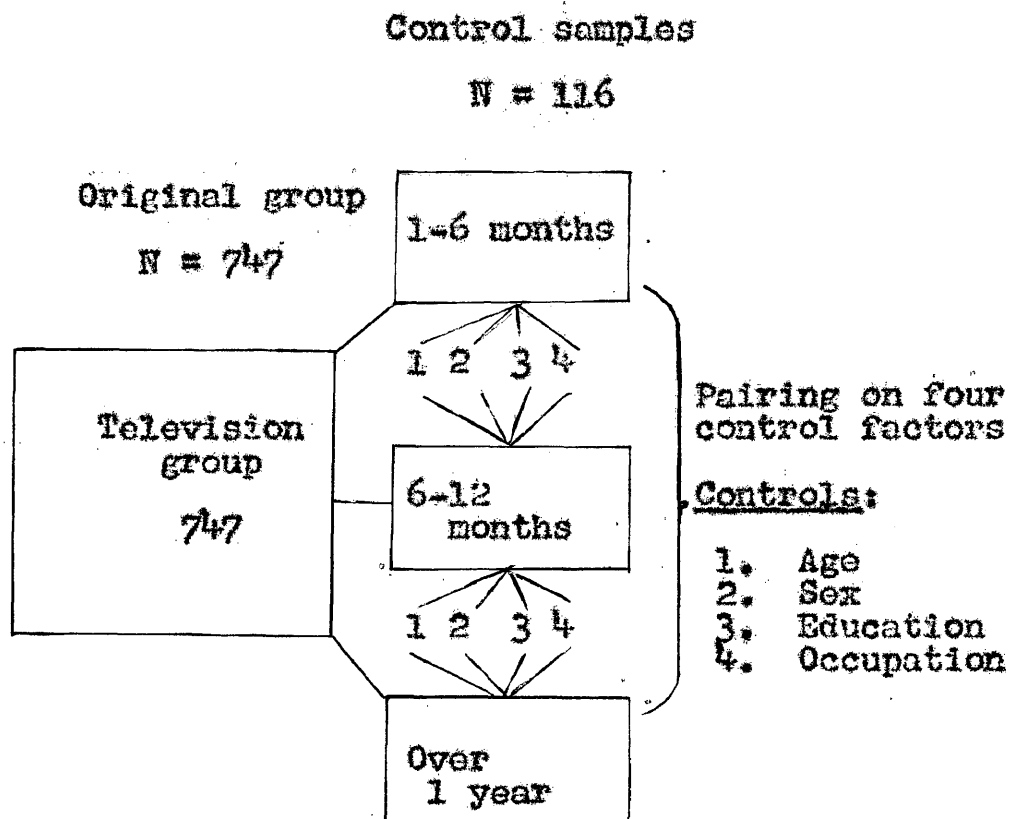 Control samples
N = 116
Original group
N = 747
1-6 months
1 2 3 4
Television
group
747
6-12
months
1 2 3 4
Over
1 year
Pairing on four
control factors
Controls:
1. Age
2. Sex
3. Education
4. Occupation